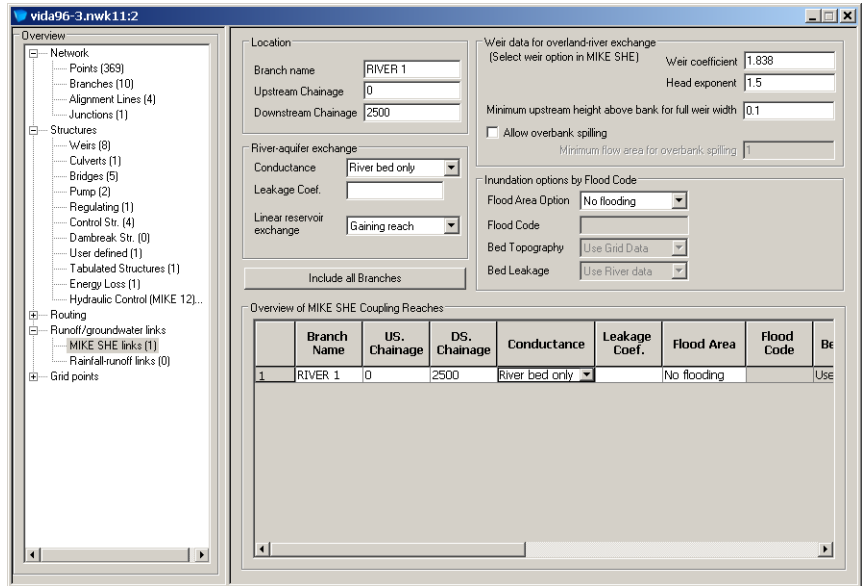 vida96-3.nwk11:2
Overview
Network
Points (369)
Branches (10)
Alignment Lines (4)
Junctions (1)
Structures
Weirs (8)
Culverts (1)
Bridges (5)
Pump (2)
Regulating (1)
Control Str. (4)
Dambreak Str. (0)
User defined (1)
Tabulated Structures (1)
Energy Loss (1)
Hydraulic Control (MIKE 12)...
Routing
Runoff/groundwater links
MIKE SHE links (1)
Rainfall-runoff links (0)
Grid points
Location
Branch name RIVER 1
Upstream Chainage 0
Downstream Chainage 2500
River-aquifer exchange
Conductance River bed only
Leakage Coef.
Linear reservoir
exchange Gaining reach
Include all Branches
Weir data for overland-river exchange
(Select weir option in MIKE SHE)
Weir coefficient 1.838
Head exponent 1.5
Minimum upstream height above bank for full weir width 0.1
Allow overbank spilling
Minimum flow area for overbank spilling 1
Inundation options by Flood Code
Flood Area Option No flooding
Flood Code
Bed Topography Use Grid Data
Bed Leakage Use River data
Overview of MIKE SHE Coupling Reaches
Branch Name US. Chainage DS. Chainage Conductance Leakage Coef. Flood Area Flood Code Be
1 RIVER 1 0 2500 River bed only No flooding Use